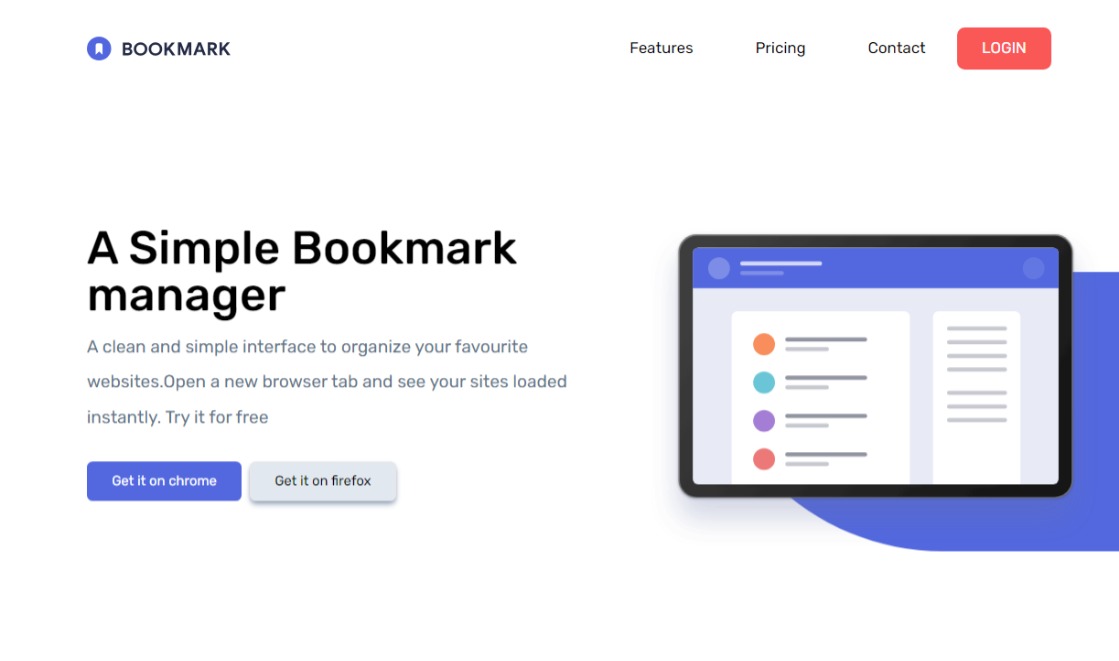 BOOKMARK
Features
Pricing
Contact
LOGIN
A Simple Bookmark
manager
A clean and simple interface to organize your favourite
websites.Open a new browser tab and see your sites loaded
instantly. Try it for free
Get it on chrome
Get it on firefox